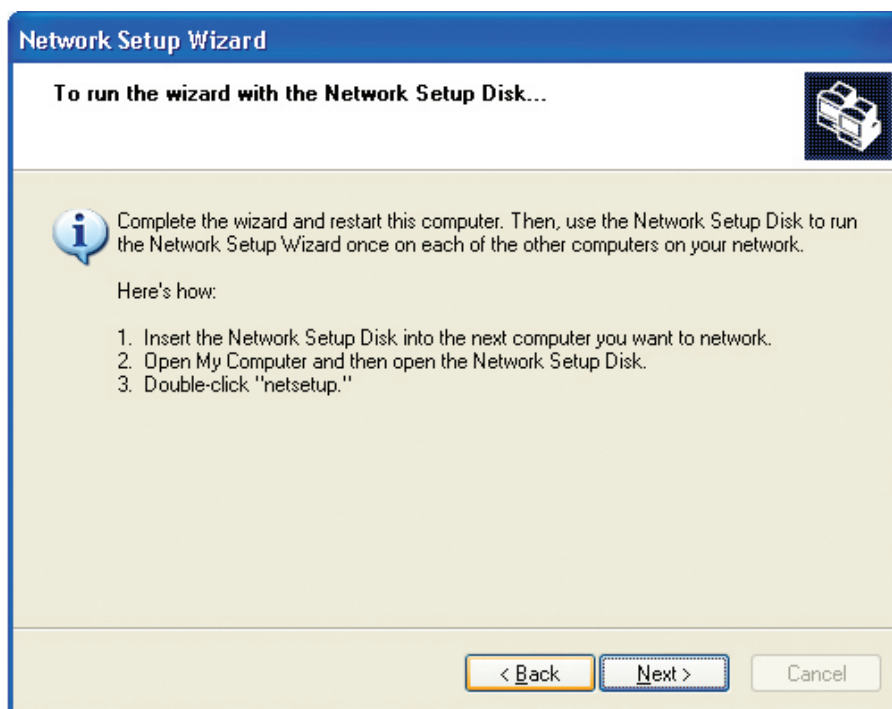 Network Setup Wizard
To run the wizard with the Network Setup Disk...
Complete the wizard and restart this computer. Then, use the Network Setup Disk to run
the Network Setup Wizard once on each of the other computers on your network.
Here's how:
1. Insert the Network Setup Disk into the next computer you want to network.
2. Open My Computer and then open the Network Setup Disk.
3. Double-click "netsetup."
< Back
Next >
Cancel